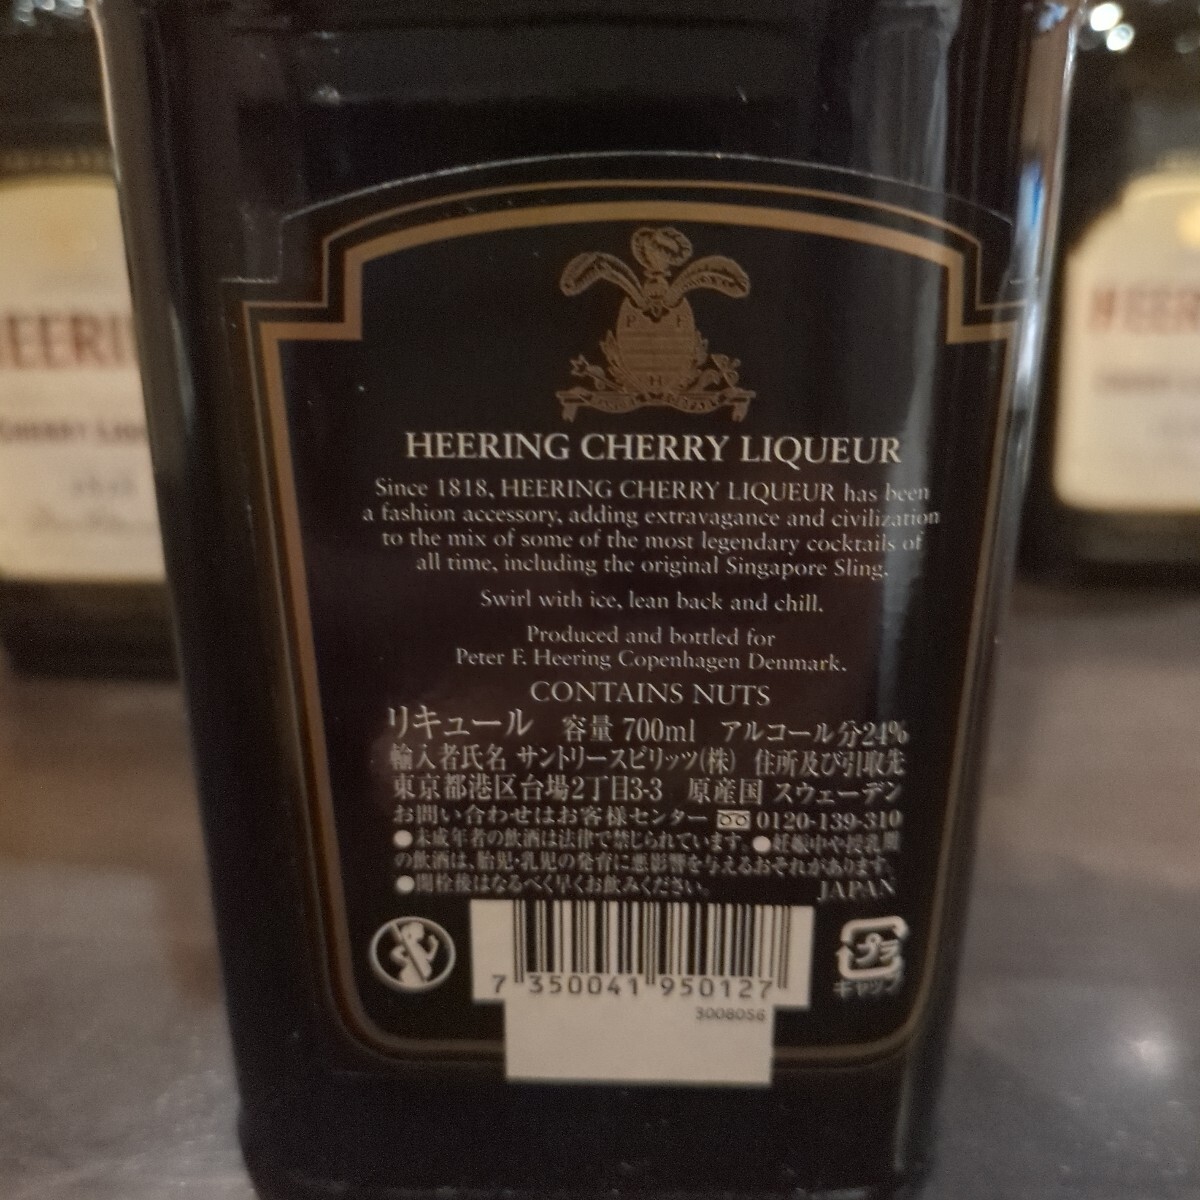 P F
H
HEERING CHERRY LIQUEUR
Since 1818, HEERING CHERRY LIQUEUR has been
a fashion accessory, adding extravagance and civilization
to the mix of some of the most legendary cocktails of
all time, including the original Singapore Sling.
Swirl with ice, lean back and chill.
Produced and bottled for
Peter F. Heering Copenhagen Denmark.
CONTAINS NUTS
リキュール 容量 700ml アルコール分24%
輸入者氏名 サントリースピリッツ(株) 住所及び引取先
東京都港区台場2丁目3-3 原産国 スウェーデン
お問い合わせはお客様センター 0120-139-310
●未成年者の飲酒は法律で禁じられています。●妊娠中や授乳期
の飲酒は、胎児・乳児の発育に悪影響を与えるおそれがあります。
●開栓後はなるべく早くお飲みください。 JAPAN
プラ
キャップ
7 350041 950127
3008056
HEERI
CHERRY
HEER